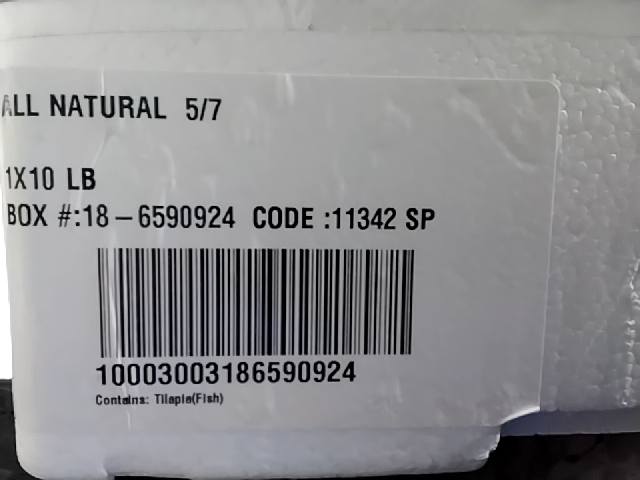 ALL NATURAL 5/7
1X10 LB
BOX #:18-6590924 CODE :11342 SP
10003003186590924
Contains: Tilapia(Fish)